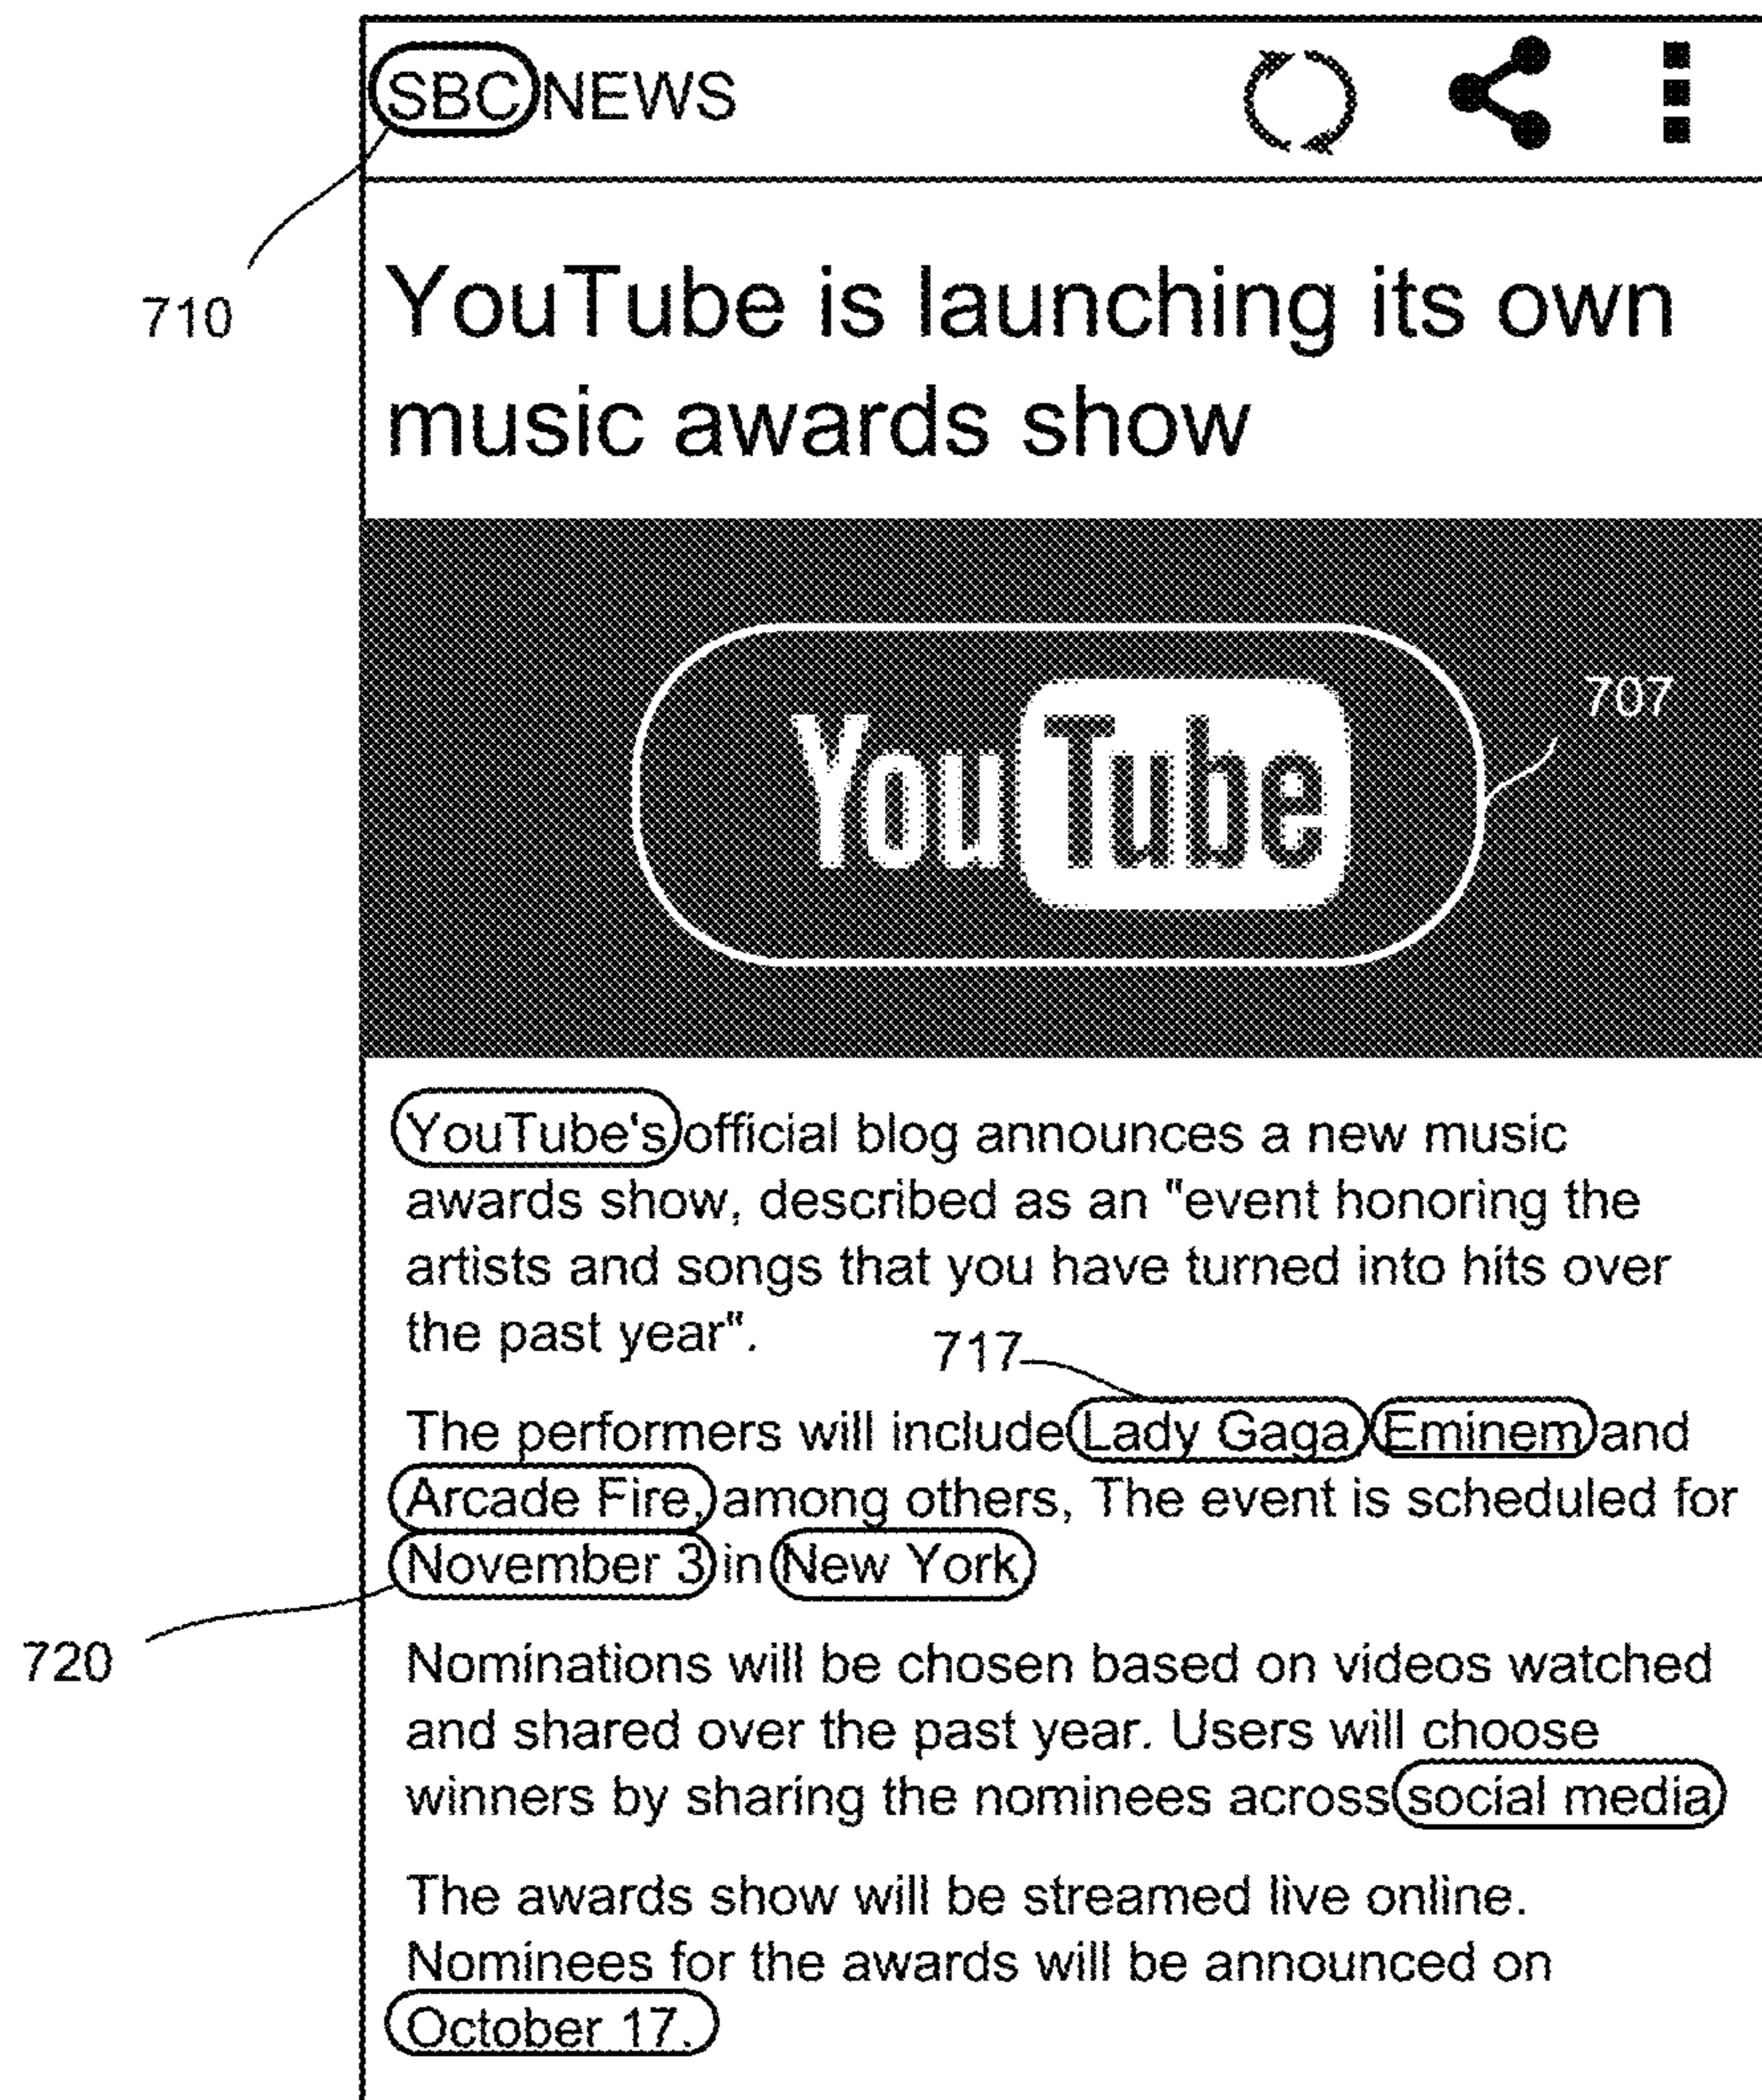 SBC NEWS
710
YouTube is launching its own
music awards show
YouTube
707
YouTube's official blog announces a new music
awards show, described as an "event honoring the
artists and songs that you have turned into hits over
the past year".
717
The performers will include Lady Gaga Eminem and
Arcade Fire, among others, The event is scheduled for
November 3 in New York
720
Nominations will be chosen based on videos watched
and shared over the past year. Users will choose
winners by sharing the nominees across social media
The awards show will be streamed live online.
Nominees for the awards will be announced on
October 17.